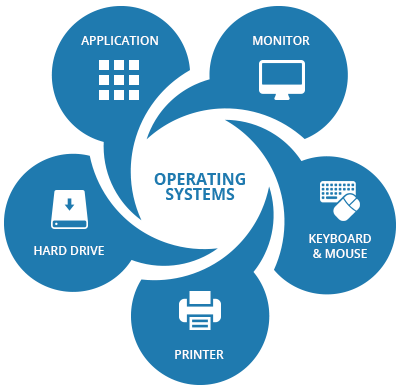 APPLICATION
MONITOR
OPERATING
SYSTEMS
HARD DRIVE
KEYBOARD
& MOUSE
PRINTER